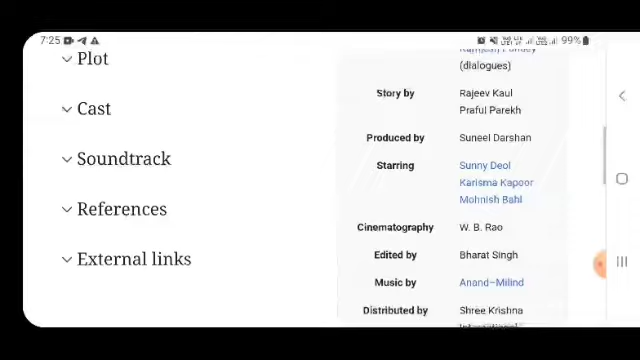 7:25
99%
Plot
Cast
Soundtrack
References
External links
(dialogues)
Story by Rajeev Kaul
Praful Parekh
Produced by Suneel Darshan
Starring Sunny Deol
Karisma Kapoor
Mohnish Bahl
Cinematography W. B. Rao
Edited by Bharat Singh
Music by Anand–Milind
Distributed by Shree Krishna
International